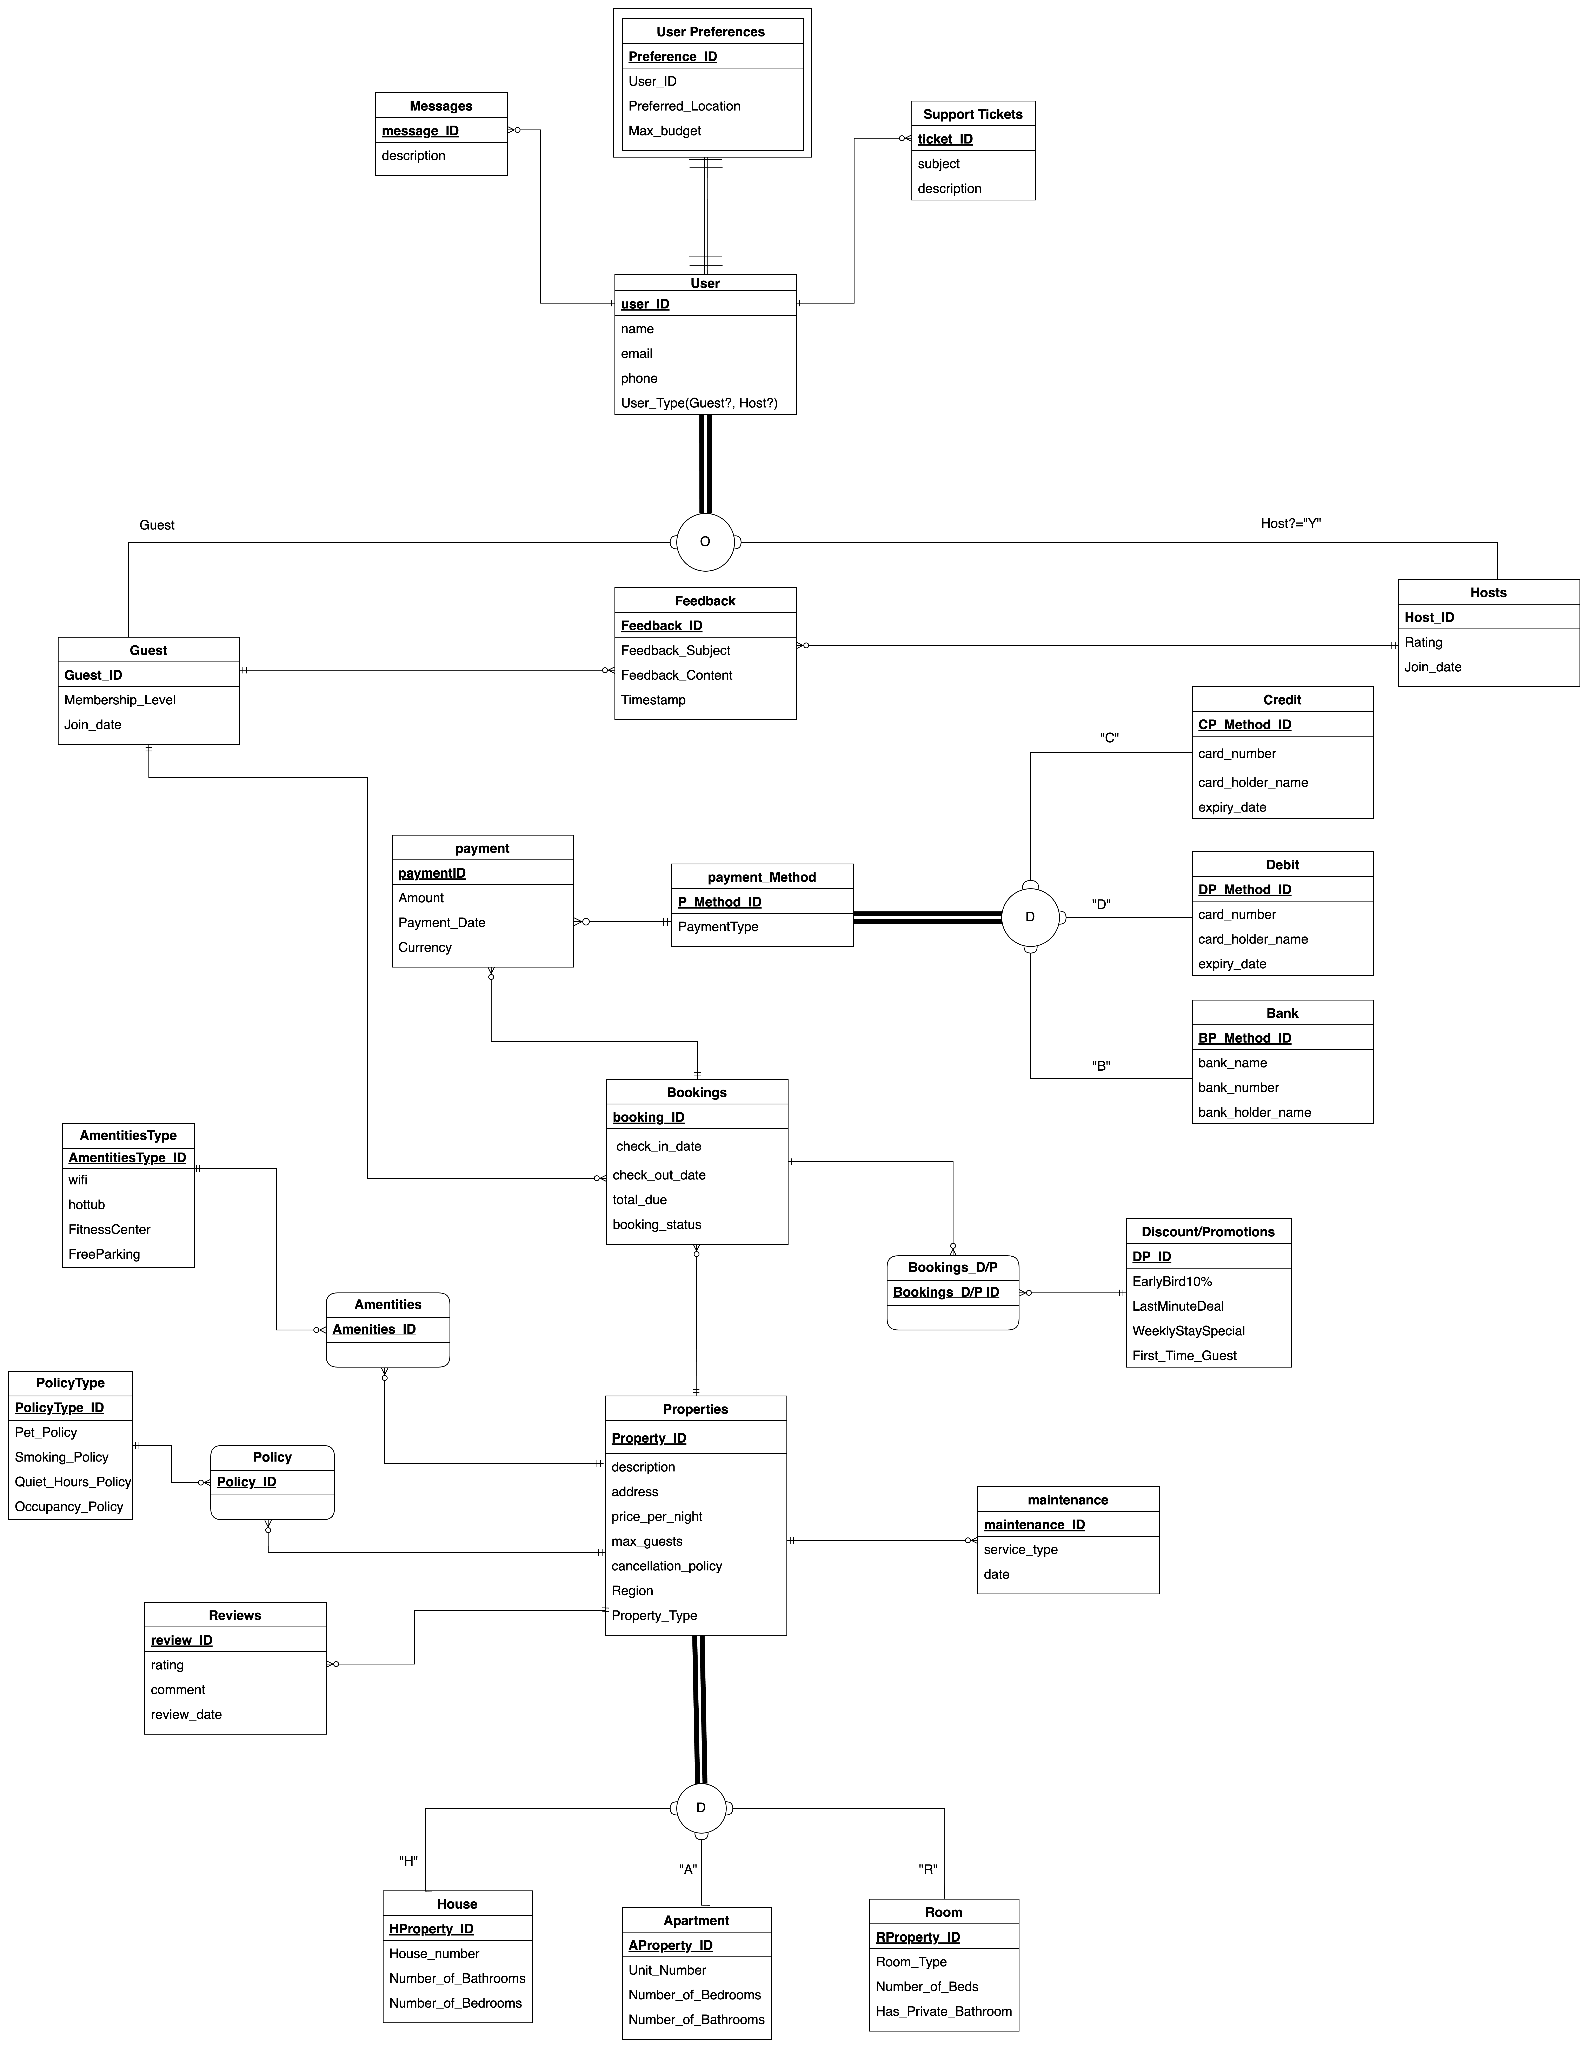 User Preferences
Preference_ID
User_ID
Preferred_Location
Max_budget
Messages
message_ID
description
Support Tickets
ticket_ID
subject
description
User
user_ID
name
email
phone
User_Type(Guest?, Host?)
Guest
O
Host?="Y"
Feedback
Feedback_ID
Feedback_Subject
Feedback_Content
Timestamp
Hosts
Host_ID
Rating
Join_date
Guest
Guest_ID
Membership_Level
Join_date
Credit
CP_Method_ID
card_number
card_holder_name
expiry_date
"C"
payment
paymentID
Amount
Payment_Date
Currency
payment_Method
P_Method_ID
PaymentType
D
"D"
Debit
DP_Method_ID
card_number
card_holder_name
expiry_date
"B"
Bank
BP_Method_ID
bank_name
bank_number
bank_holder_name
Bookings
booking_ID
check_in_date
check_out_date
total_due
booking_status
AmentitiesType
AmentitiesType_ID
wifi
hottub
FitnessCenter
FreeParking
Bookings_D/P
Bookings_D/P ID
Discount/Promotions
DP_ID
EarlyBird10%
LastMinuteDeal
WeeklyStaySpecial
First_Time_Guest
Amentities
Amenities_ID
PolicyType
PolicyType_ID
Pet_Policy
Smoking_Policy
Quiet_Hours_Policy
Occupancy_Policy
Policy
Policy_ID
Properties
Property_ID
description
address
price_per_night
max_guests
cancellation_policy
Region
Property_Type
maintenance
maintenance_ID
service_type
date
Reviews
review_ID
rating
comment
review_date
D
"H"
"A"
"R"
House
HProperty_ID
House_number
Number_of_Bathrooms
Number_of_Bedrooms
Apartment
AProperty_ID
Unit_Number
Number_of_Bedrooms
Number_of_Bathrooms
Room
RProperty_ID
Room_Type
Number_of_Beds
Has_Private_Bathroom